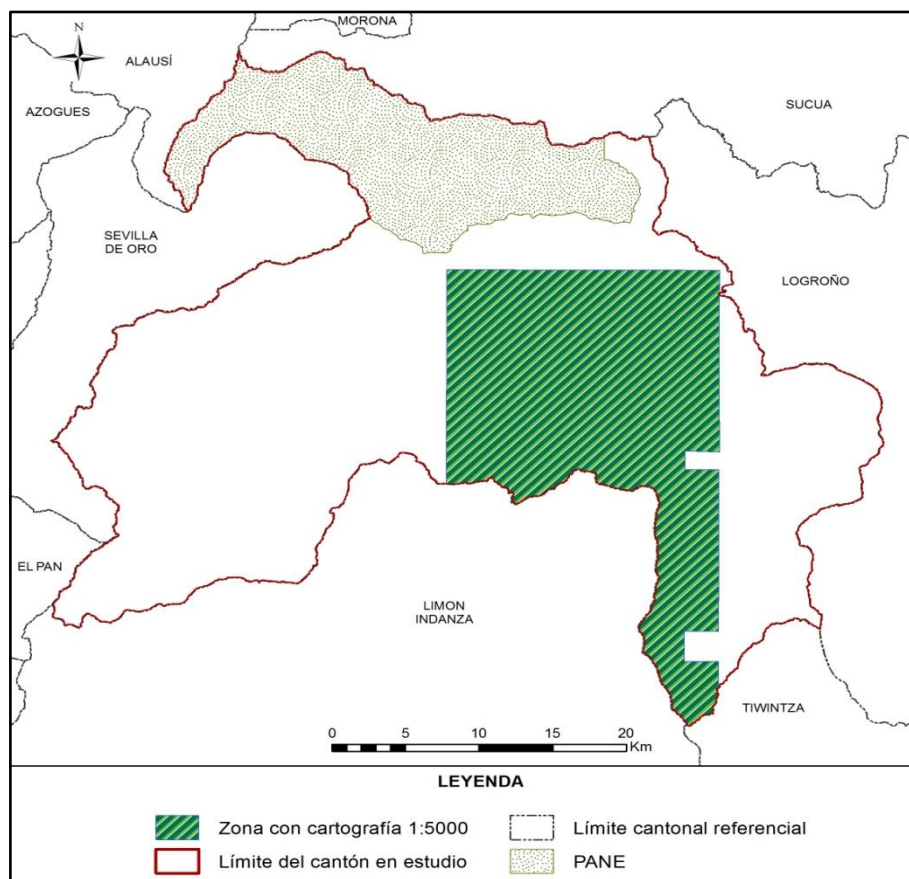 MORONA
N
ALAUSÍ
AZOGUES
SUCUA
SEVILLA
DE ORO
LOGROÑO
EL PAN
LIMON
INDANZA
TIWINTZA
0 5 10 15 20
Km
LEYENDA
Zona con cartografía 1:5000
Límite cantonal referencial
Límite del cantón en estudio
PANE